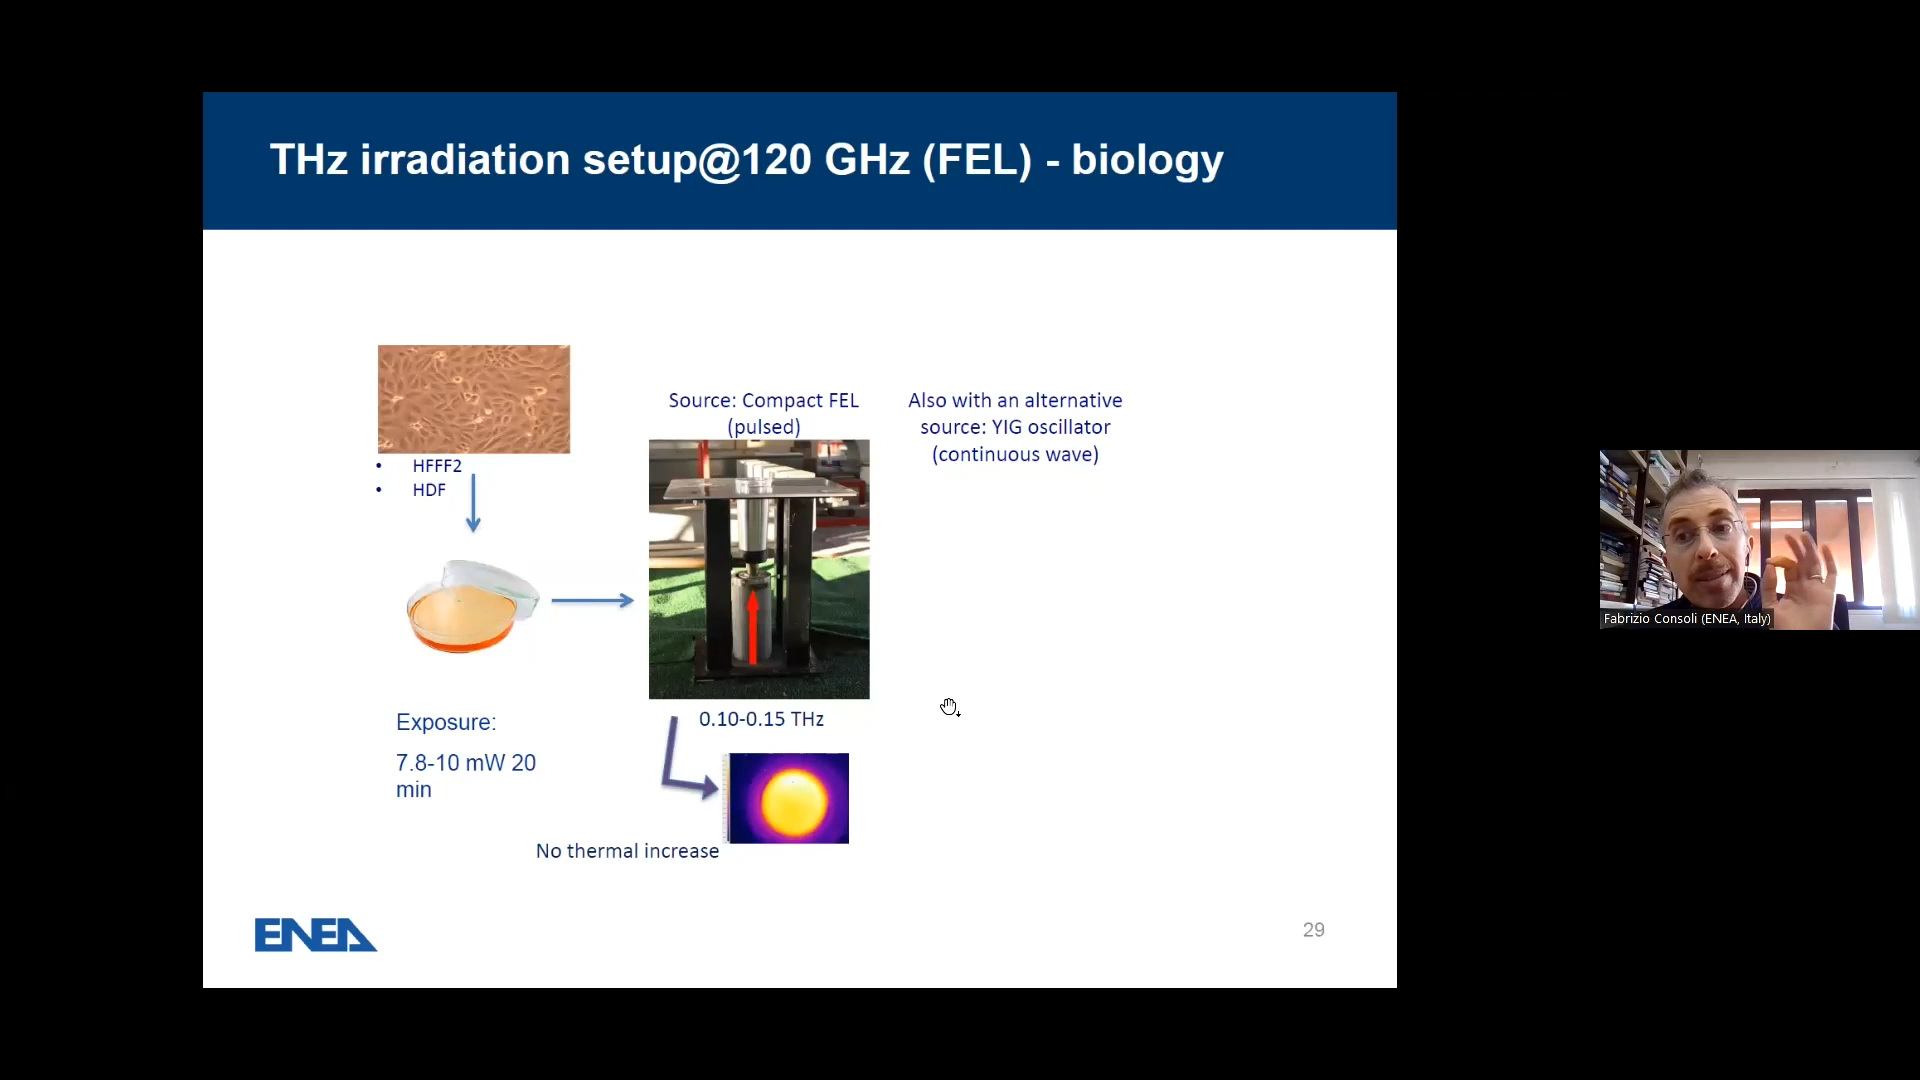 THz irradiation setup@120 GHz (FEL) - biology
• HFFF2
• HDF
Source: Compact FEL
(pulsed)
Also with an alternative
source: YIG oscillator
(continuous wave)
Exposure:
7.8-10 mW 20
min
0.10-0.15 THz
No thermal increase
ENEA
29
Fabrizio Consoli (ENEA, Italy)